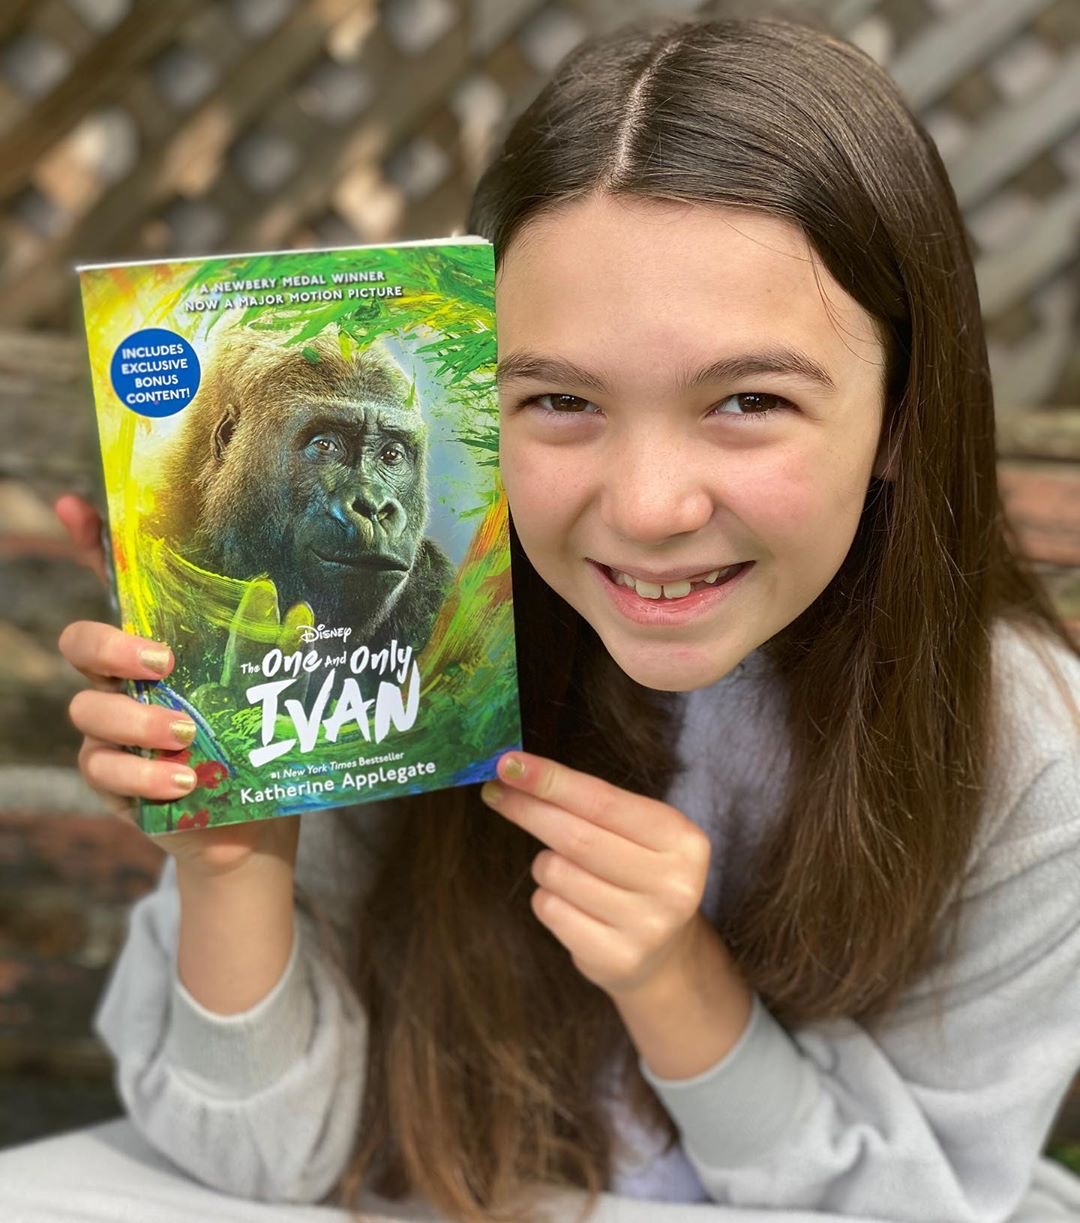 A NEWBERY MEDAL WINNER
NOW A MAJOR MOTION PICTURE
INCLUDES
EXCLUSIVE
BONUS
CONTENT!
Disney
The One And Only
IVAN
#1 New York Times Bestseller
Katherine Applegate